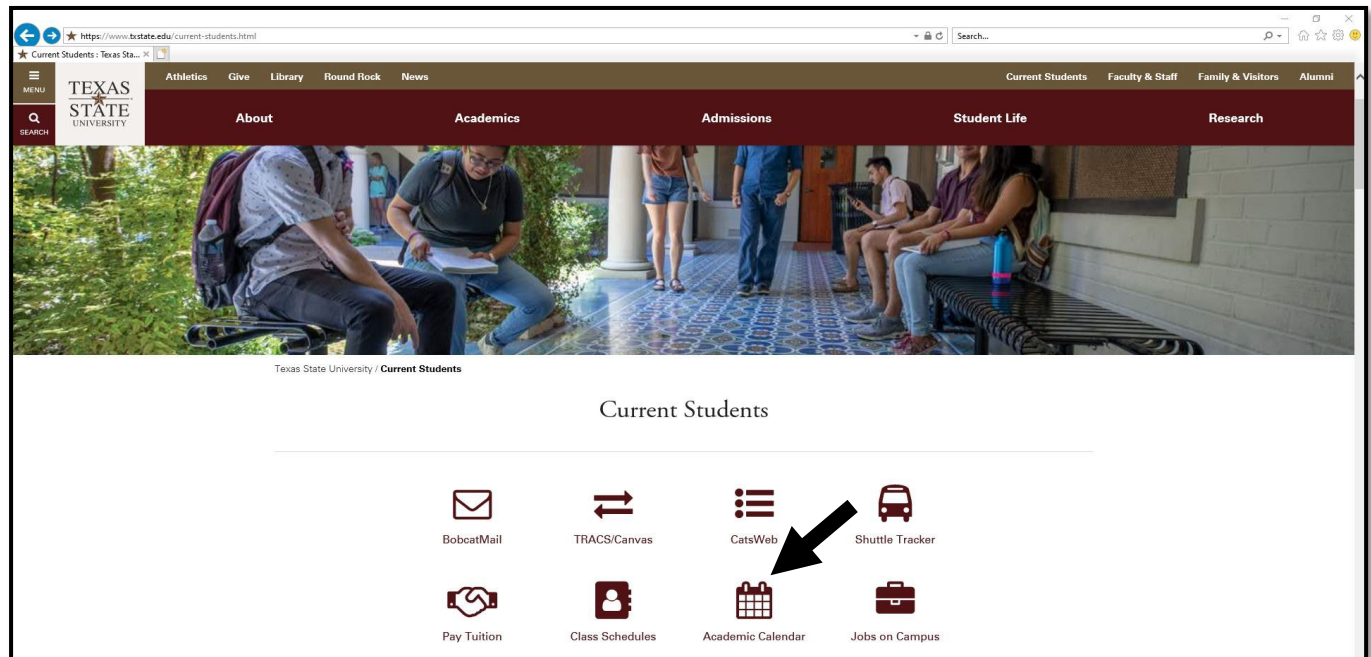 https://www.txstate.edu/current-students.html
Search...
Current Students : Texas Sta...
MENU
TEXAS
STATE
UNIVERSITY
SEARCH
Athletics Give Library Round Rock News Current Students Faculty & Staff Family & Visitors Alumni
About Academics Admissions Student Life Research
Texas State University / Current Students
Current Students
BobcatMail TRACS/Canvas CatsWeb Shuttle Tracker
Pay Tuition Class Schedules Academic Calendar Jobs on Campus